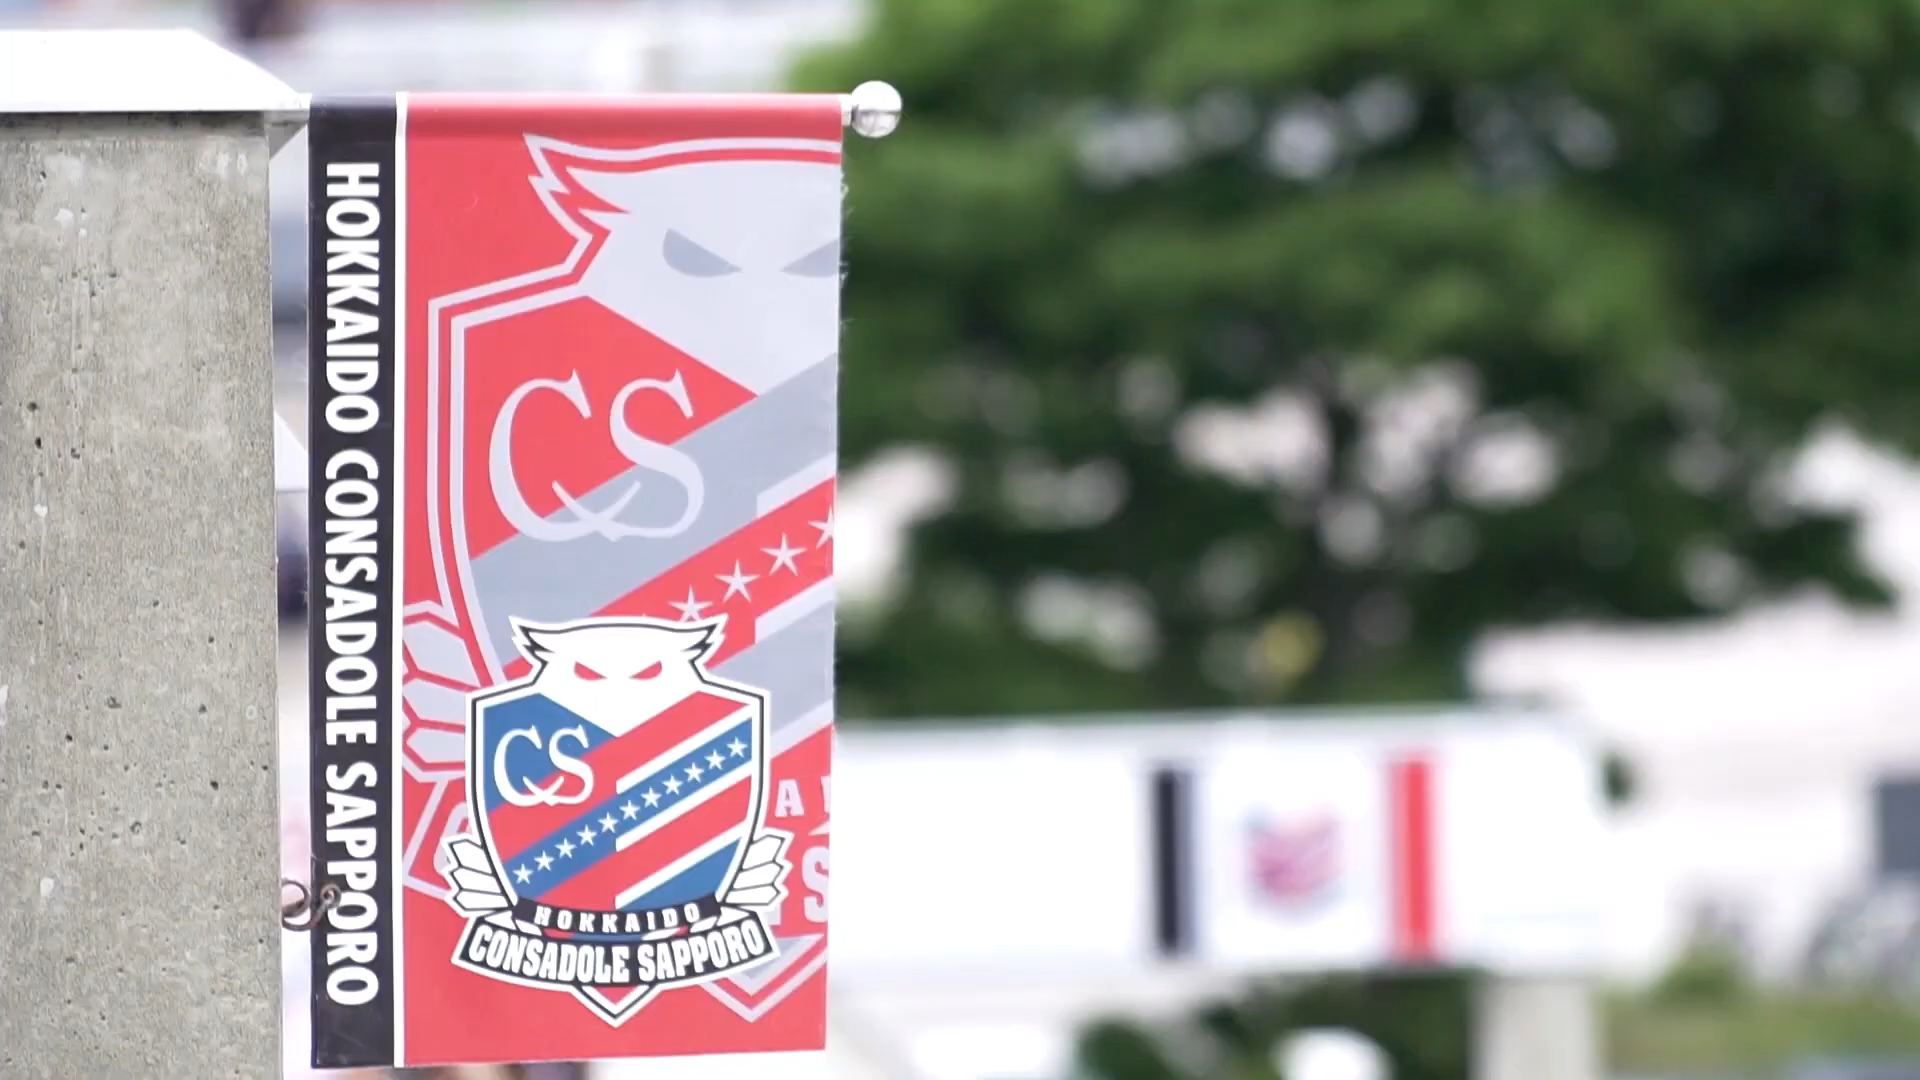 HOKKAIDO CONSADOLE SAPPORO
CS
CS
HOKKAIDO
CONSADOLE SAPPORO